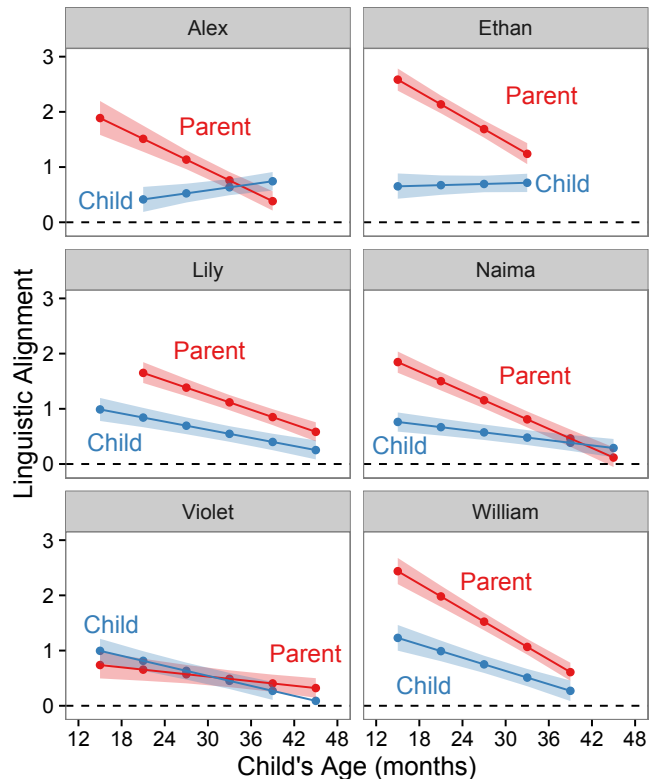 Alex
Ethan
3
2
1
0
Parent
Child
Parent
Child
Lily
Naima
3
2
1
0
Parent
Child
Parent
Child
Linguistic Alignment
Violet
William
3
2
1
0
Child
Parent
Parent
Child
12 18 24 30 36 42 48
12 18 24 30 36 42 48
Child's Age (months)